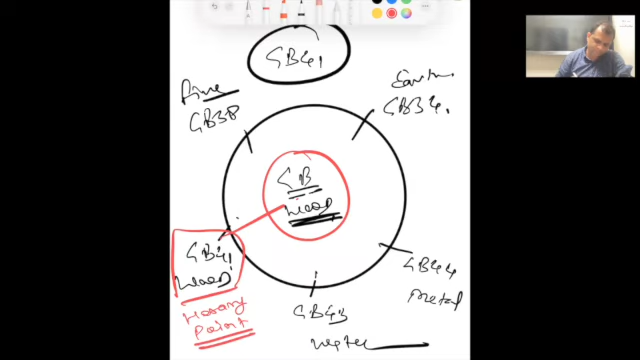 GB41
Fire
GB38
Earth
GB34
GB
Wood
GB41
Wood
Horary
Point
GB44
Metal
GB43
Water